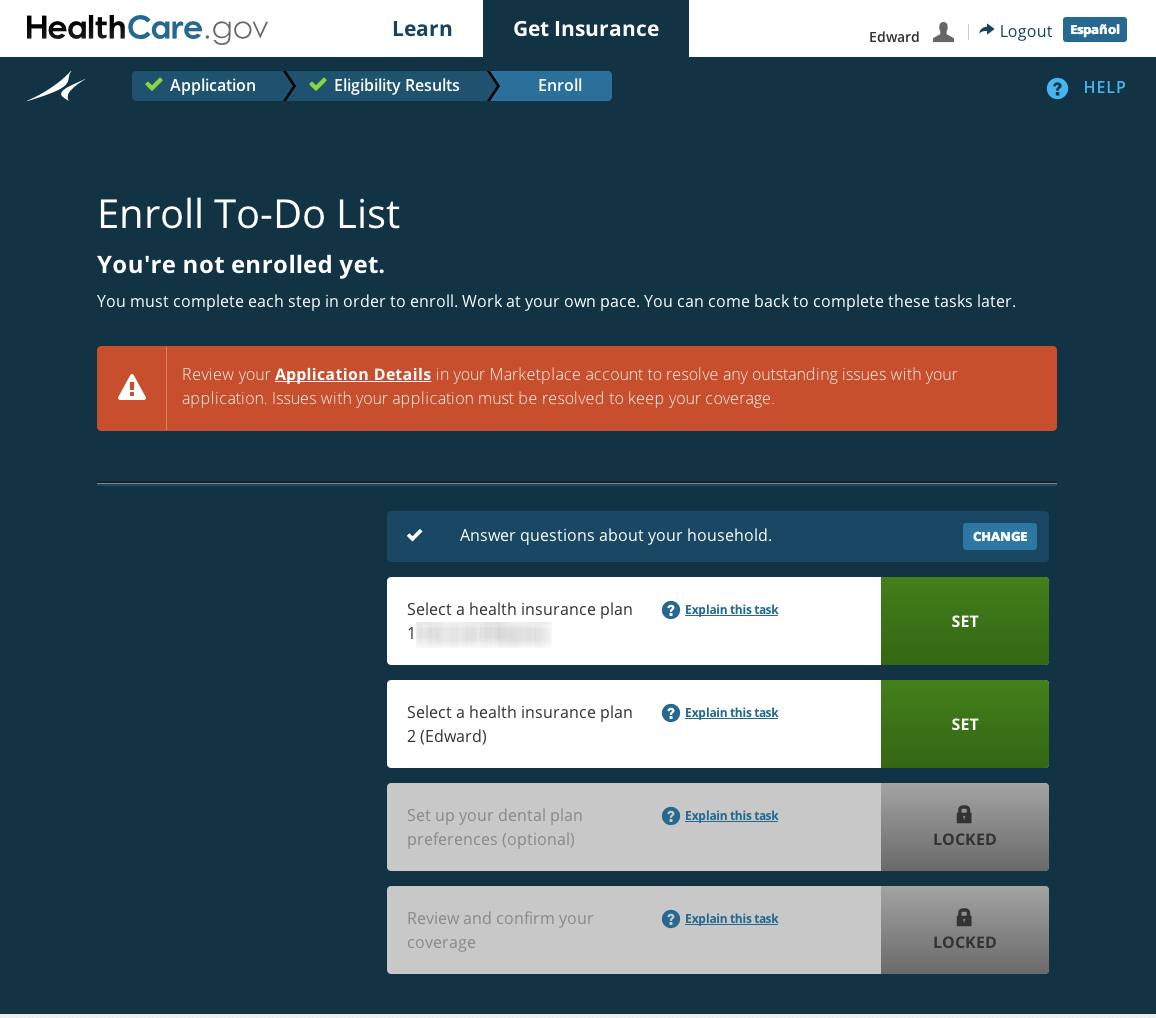 HealthCare.gov
Learn
Get Insurance
Edward
Logout
Español
Application
Eligibility Results
Enroll
? HELP
Enroll To-Do List
You're not enrolled yet.
You must complete each step in order to enroll. Work at your own pace. You can come back to complete these tasks later.
Review your Application Details in your Marketplace account to resolve any outstanding issues with your
application. Issues with your application must be resolved to keep your coverage.
Answer questions about your household.
CHANGE
Select a health insurance plan
1
? Explain this task
SET
Select a health insurance plan
2 (Edward)
? Explain this task
SET
Set up your dental plan
preferences (optional)
? Explain this task
LOCKED
Review and confirm your
coverage
? Explain this task
LOCKED